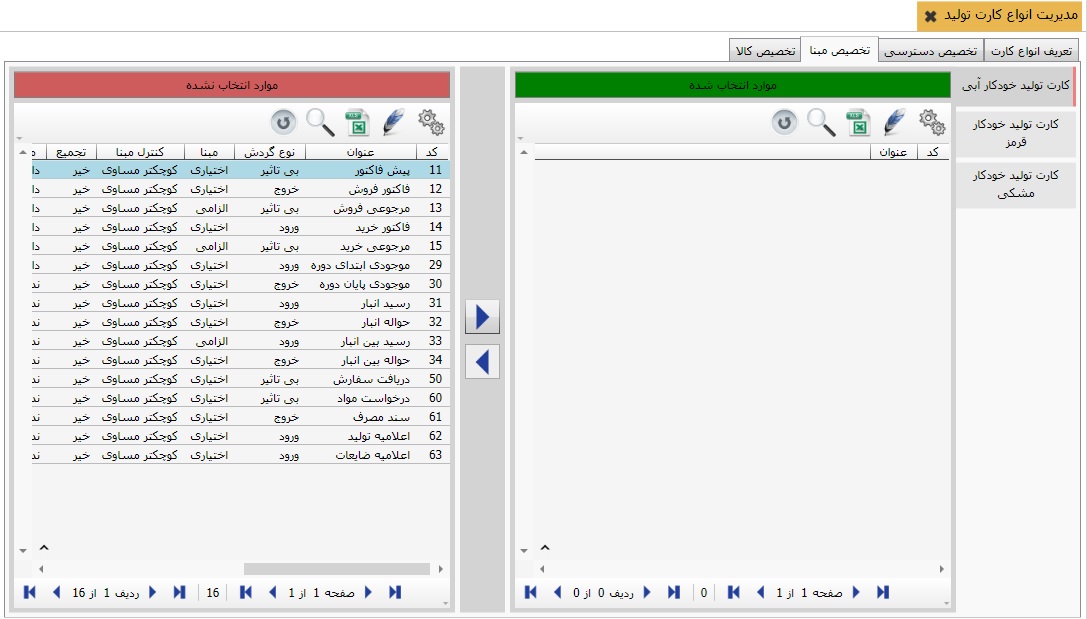 مدیریت انواع کارت تولید
تعریف انواع کارت
تخصیص دسترسی
تخصیص مبنا
تخصیص کالا
کارت تولید خودکار آبی
کارت تولید خودکار
قرمز
کارت تولید خودکار
مشکی
موارد انتخاب شده
کد عنوان
صفحه 1 از 1
0
ردیف 0 از 0
موارد انتخاب نشده
کد عنوان نوع گردش مبنا کنترل مبنا تجمیع
11 پیش فاکتور بی تاثیر اختیاری کوچکتر مساوی خیر دا
12 فاکتور فروش خروج اختیاری کوچکتر مساوی خیر دا
13 مرجوعی فروش بی تاثیر الزامی کوچکتر مساوی خیر دا
14 فاکتور خرید ورود اختیاری کوچکتر مساوی خیر دا
15 مرجوعی خرید بی تاثیر الزامی کوچکتر مساوی خیر دا
29 موجودی ابتدای دوره ورود اختیاری کوچکتر مساوی خیر دا
30 موجودی پایان دوره خروج اختیاری کوچکتر مساوی خیر ند
31 رسید انبار ورود اختیاری کوچکتر مساوی خیر ند
32 حواله انبار خروج اختیاری کوچکتر مساوی خیر ند
33 رسید بین انبار ورود الزامی کوچکتر مساوی خیر ند
34 حواله بین انبار خروج اختیاری کوچکتر مساوی خیر ند
50 دریافت سفارش بی تاثیر اختیاری کوچکتر مساوی خیر ند
60 درخواست مواد بی تاثیر اختیاری کوچکتر مساوی خیر ند
61 سند مصرف خروج اختیاری کوچکتر مساوی خیر ند
62 اعلامیه تولید ورود اختیاری کوچکتر مساوی خیر ند
63 اعلامیه ضایعات ورود اختیاری کوچکتر مساوی خیر ند
صفحه 1 از 1
16
ردیف 1 از 16